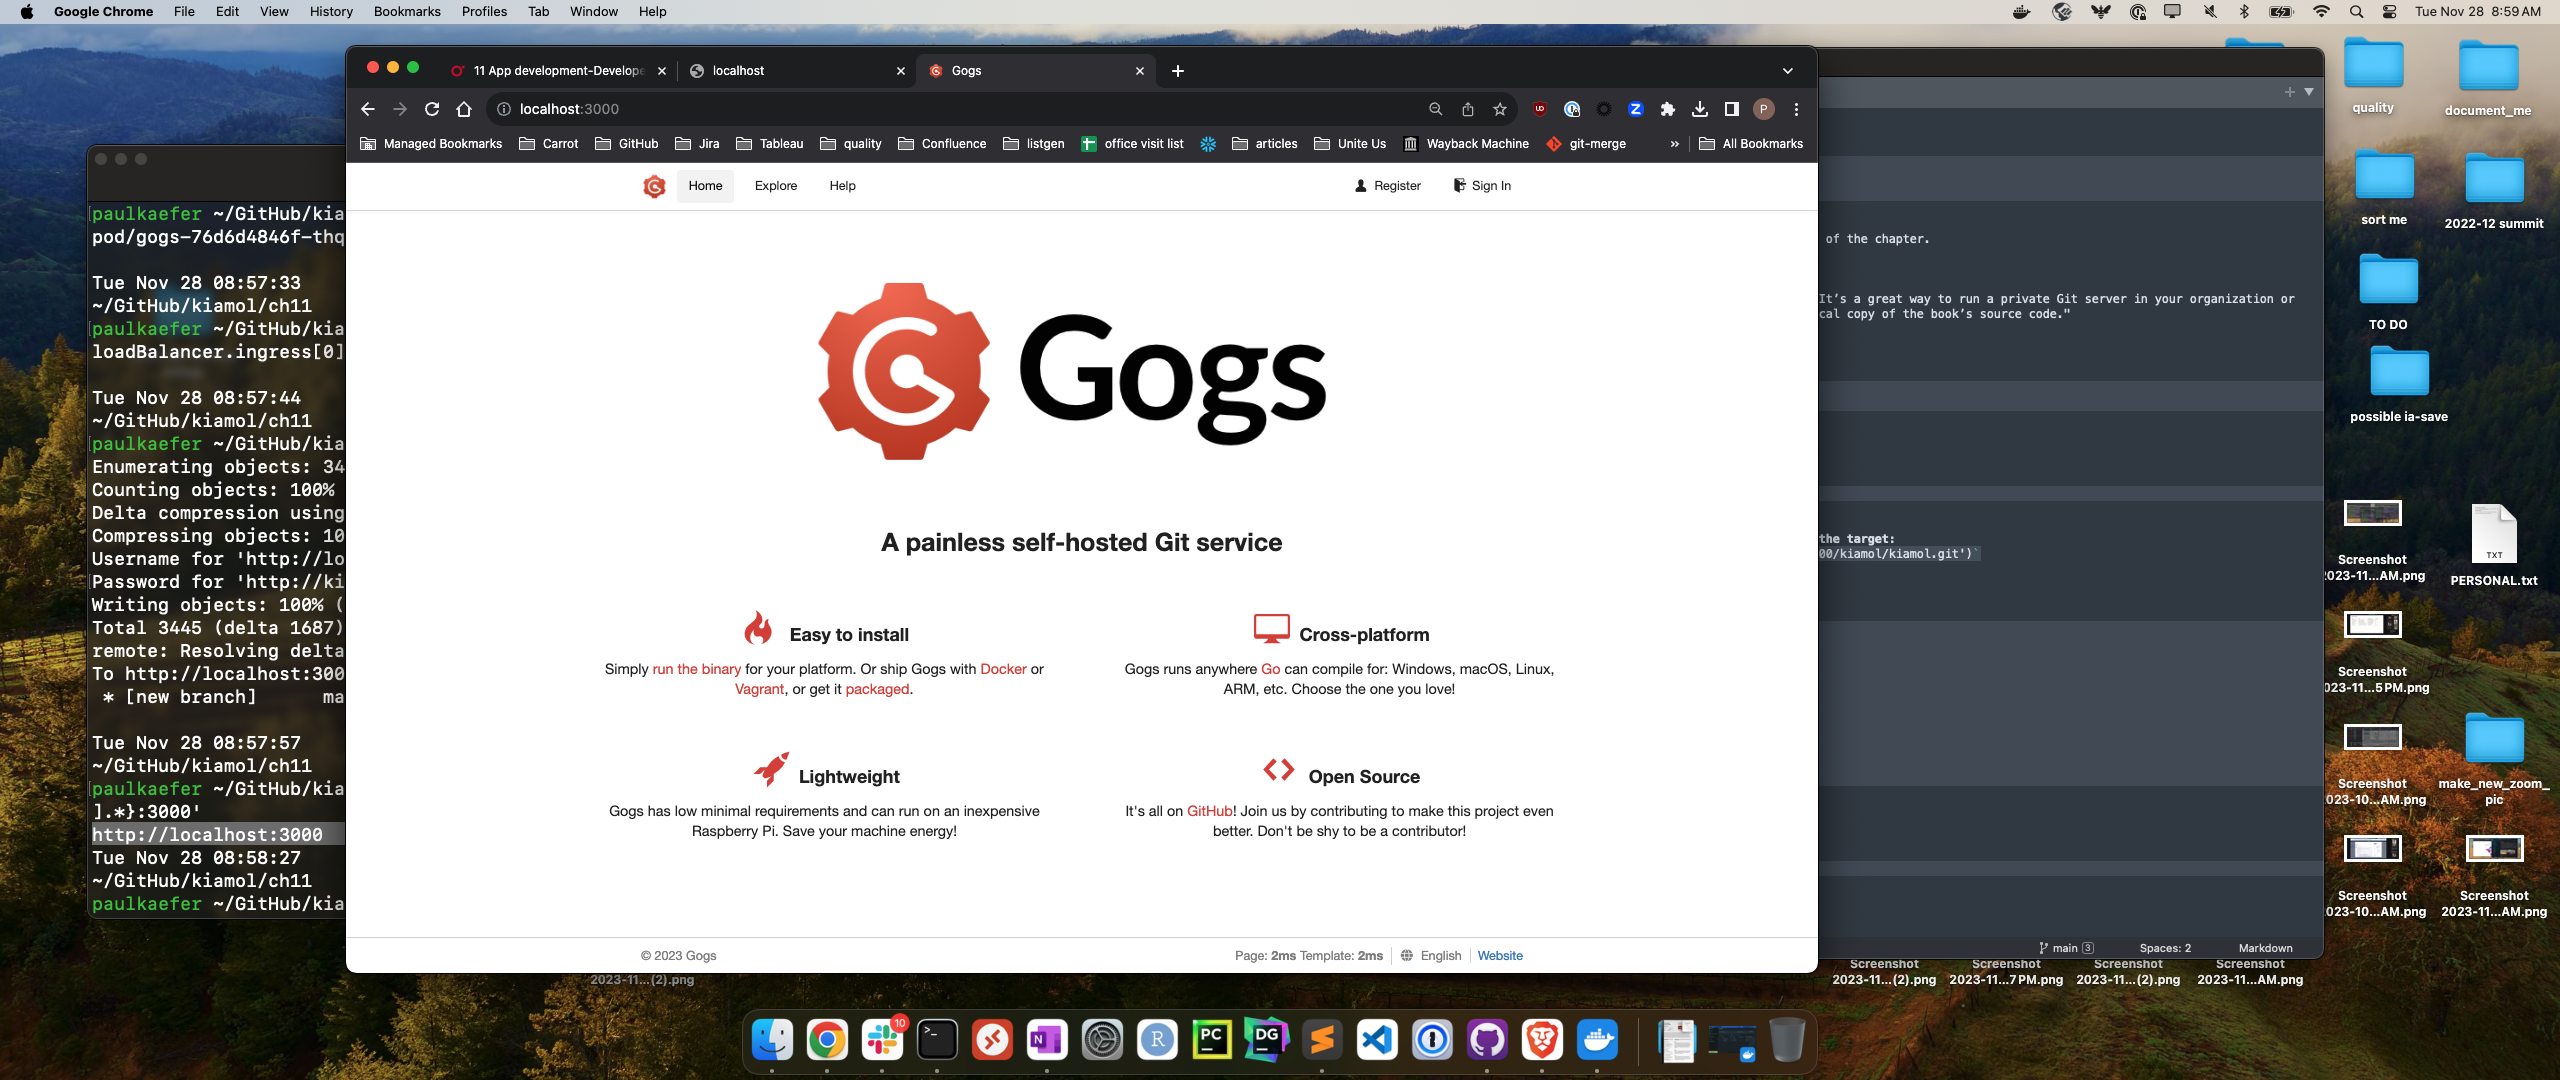 Google Chrome File Edit View History Bookmarks Profiles Tab Window Help
Tue Nov 28 8:59 AM
11 App development-Develope
localhost
Gogs
localhost:3000
P
Managed Bookmarks Carrot GitHub Jira Tableau quality Confluence listgen office visit list articles Unite Us Wayback Machine git-merge » All Bookmarks
Home Explore Help Register Sign In
Gogs
A painless self-hosted Git service
Easy to install
Simply run the binary for your platform. Or ship Gogs with Docker or
Vagrant, or get it packaged.
Cross-platform
Gogs runs anywhere Go can compile for: Windows, macOS, Linux,
ARM, etc. Choose the one you love!
Lightweight
Gogs has low minimal requirements and can run on an inexpensive
Raspberry Pi. Save your machine energy!
Open Source
It's all on GitHub! Join us by contributing to make this project even
better. Don't be shy to be a contributor!
© 2023 Gogs
Page: 2ms Template: 2ms English Website
paulkaefer ~/GitHub/kia
pod/gogs-76d6d4846f-thq
Tue Nov 28 08:57:33
~/GitHub/kiamol/ch11
paulkaefer ~/GitHub/kia
loadBalancer.ingress[0]
Tue Nov 28 08:57:44
~/GitHub/kiamol/ch11
paulkaefer ~/GitHub/kia
Enumerating objects: 34
Counting objects: 100%
Delta compression using
Compressing objects: 10
Username for 'http://lo
Password for 'http://ki
Writing objects: 100% (
Total 3445 (delta 1687)
remote: Resolving delta
To http://localhost:300
* [new branch] ma
Tue Nov 28 08:57:57
~/GitHub/kiamol/ch11
paulkaefer ~/GitHub/kia
].*}:3000'
http://localhost:3000
Tue Nov 28 08:58:27
~/GitHub/kiamol/ch11
paulkaefer ~/GitHub/kia
of the chapter.
It’s a great way to run a private Git server in your organization or
cal copy of the book’s source code."
the target:
00/kiamol/kiamol.git')`
main 3 Spaces: 2 Markdown
quality
document_me
sort me
2022-12 summit
TO DO
possible ia-save
Screenshot
2023-11...AM.png
TXT
PERSONAL.txt
Screenshot
023-11...5 PM.png
Screenshot
023-10...AM.png
make_new_zoom_
pic
Screenshot
023-10...AM.png
Screenshot
2023-11...AM.png
2023-11...(2).png
Screenshot
2023-11...(2).png
Screenshot
2023-11...7 PM.png
Screenshot
2023-11...(2).png
Screenshot
2023-11...AM.png
10
N
R
PC
DG